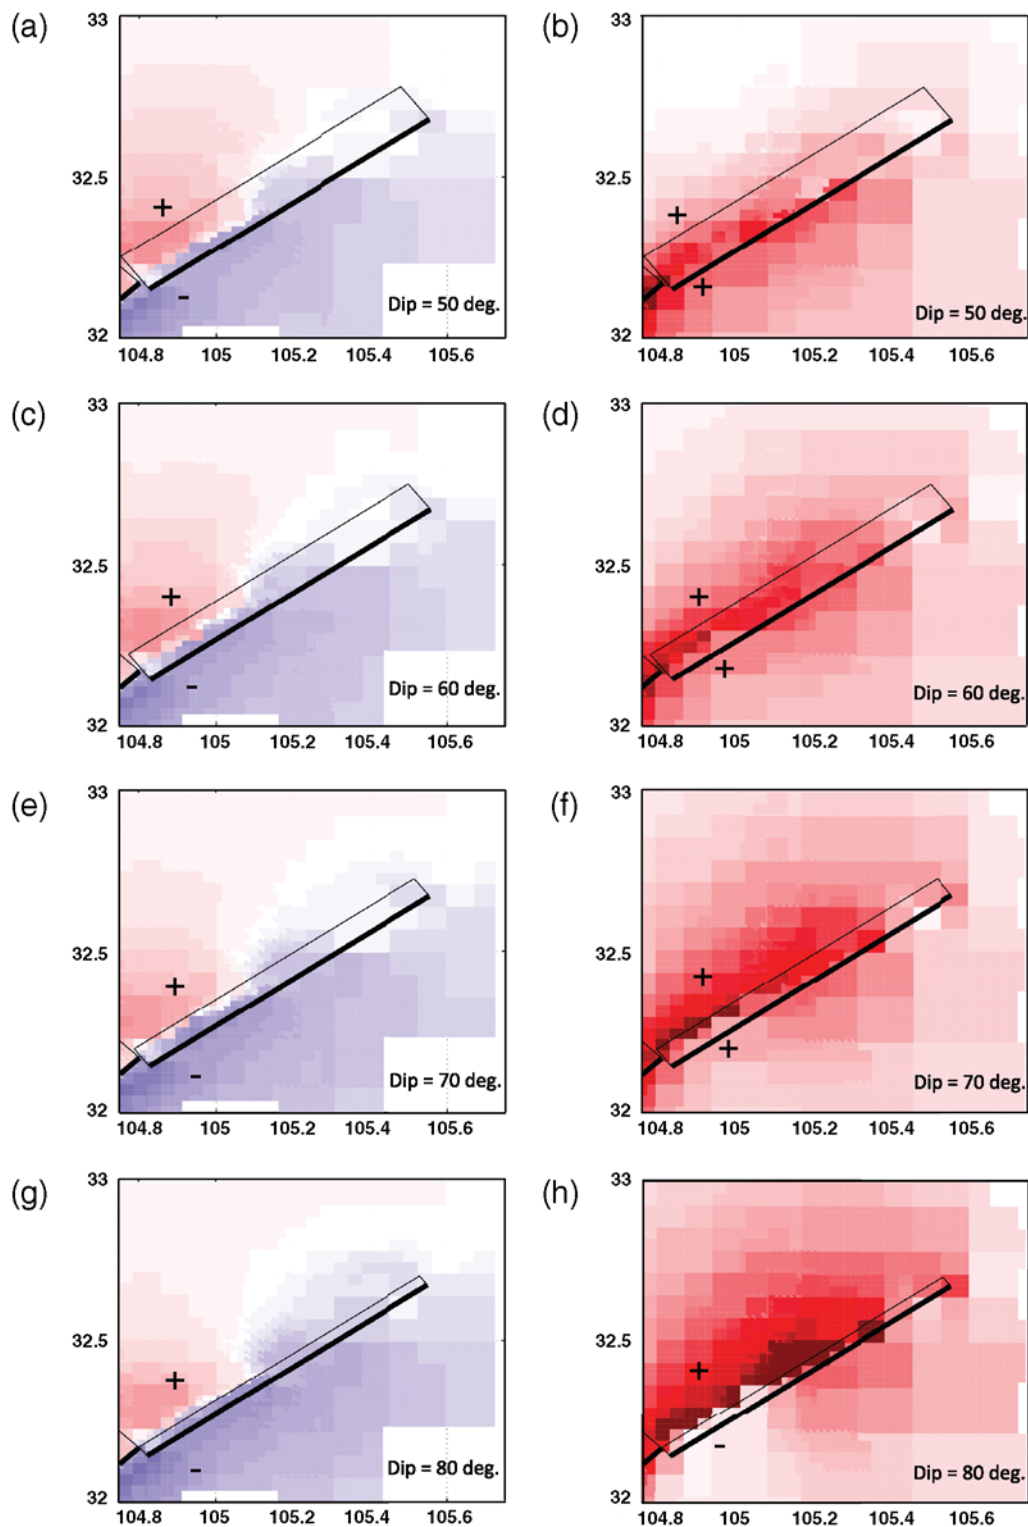 (a) (b)
33 33
32.5 32.5
+ +
- +
Dip = 50 deg. Dip = 50 deg.
32 32
104.8 105 105.2 105.4 105.6 104.8 105 105.2 105.4 105.6
(c) (d)
33 33
32.5 32.5
+ +
- +
Dip = 60 deg. Dip = 60 deg.
32 32
104.8 105 105.2 105.4 105.6 104.8 105 105.2 105.4 105.6
(e) (f)
33 33
32.5 32.5
+ +
- +
Dip = 70 deg. Dip = 70 deg.
32 32
104.8 105 105.2 105.4 105.6 104.8 105 105.2 105.4 105.6
(g) (h)
33 33
32.5 32.5
+ +
- -
Dip = 80 deg. Dip = 80 deg.
32 32
104.8 105 105.2 105.4 105.6 104.8 105 105.2 105.4 105.6